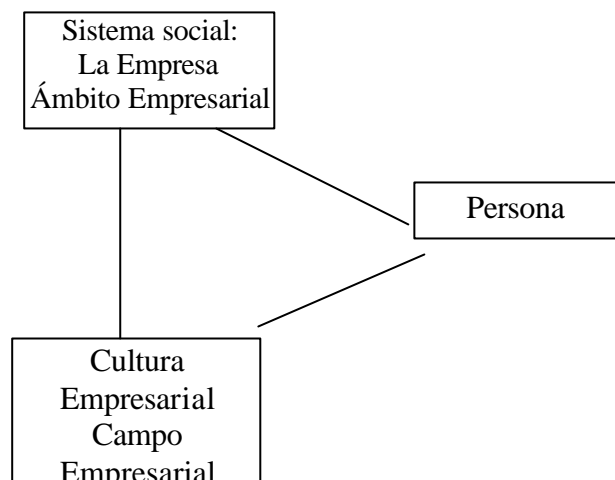 Sistema social:
La Empresa
Ámbito Empresarial
Persona
Cultura
Empresarial
Campo
Empresarial